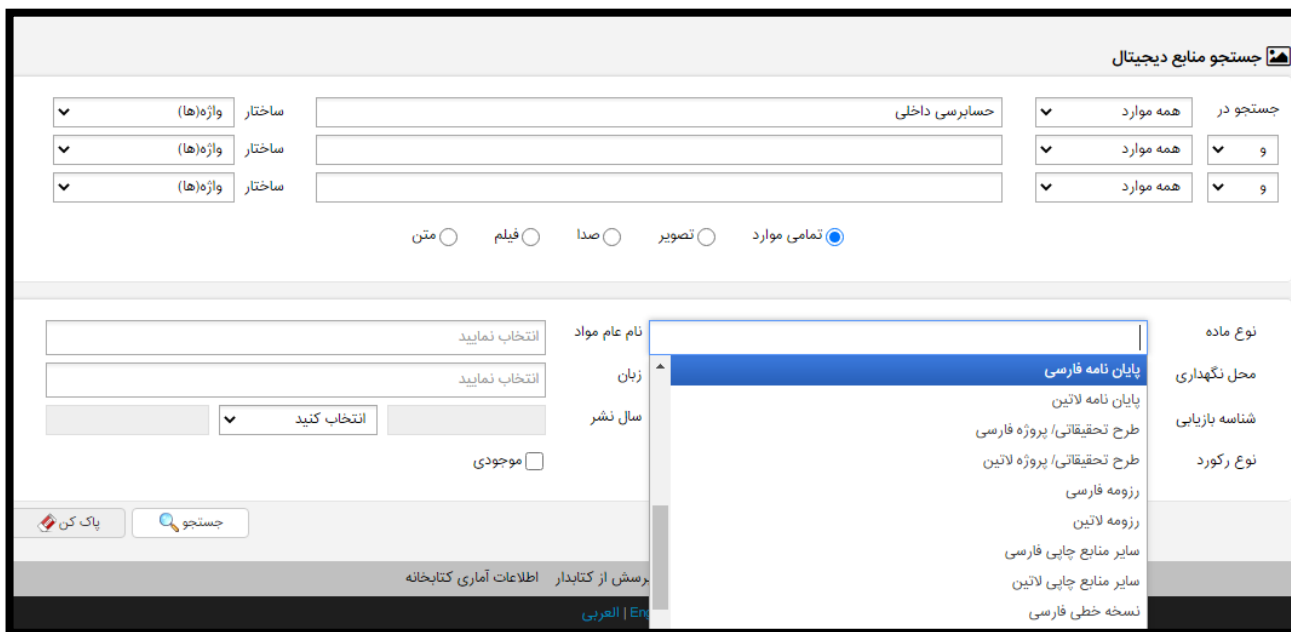 جستجو منابع دیجیتال
جستجو در همه موارد حسابرسی داخلی ساختار واژه(ها)
و همه موارد ساختار واژه(ها)
و همه موارد ساختار واژه(ها)
تمامی موارد تصویر صدا فیلم متن
نوع ماده نام عام مواد انتخاب نمایید
محل نگهداری پایان نامه فارسی زبان انتخاب نمایید
پایان نامه لاتین
شناسه بازیابی طرح تحقیقاتی/ پروژه فارسی سال نشر انتخاب کنید
نوع رکورد طرح تحقیقاتی/ پروژه لاتین موجودی
رزومه فارسی
رزومه لاتین جستجو پاک کن
سایر منابع چاپی فارسی
سایر منابع چاپی لاتین پرسش از کتابدار اطلاعات آماری کتابخانه
نسخه خطی فارسی En | العربی